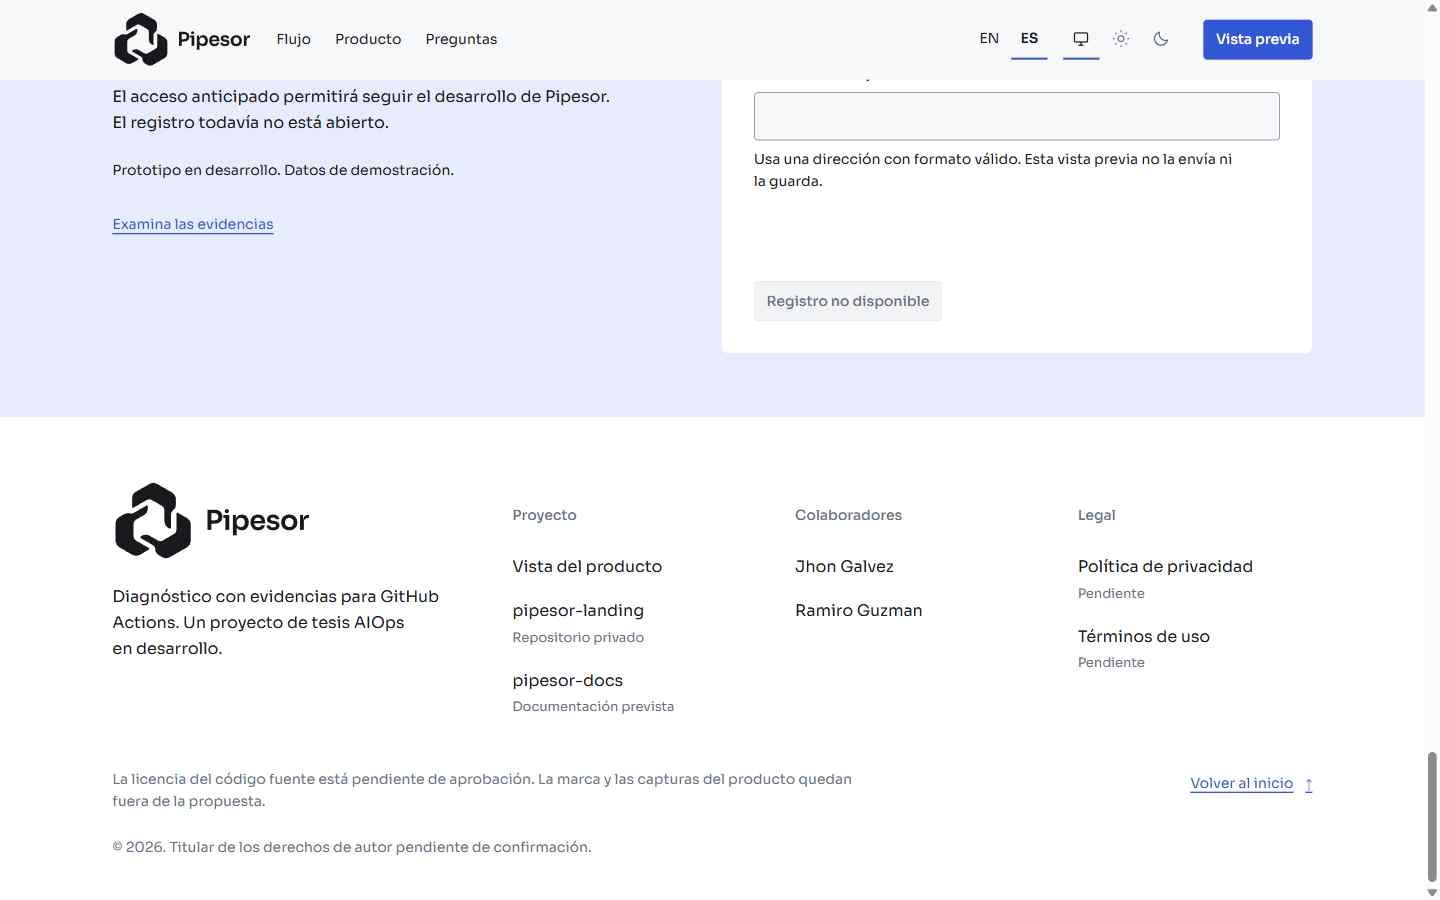 Pipesor
Flujo
Producto
Preguntas
EN
ES
Vista previa
El acceso anticipado permitirá seguir el desarrollo de Pipesor.
El registro todavía no está abierto.
Prototipo en desarrollo. Datos de demostración.
Examina las evidencias
Usa una dirección con formato válido. Esta vista previa no la envía ni
la guarda.
Registro no disponible
Pipesor
Diagnóstico con evidencias para GitHub
Actions. Un proyecto de tesis AIOps
en desarrollo.
Proyecto
Vista del producto
pipesor-landing
Repositorio privado
pipesor-docs
Documentación prevista
Colaboradores
Jhon Galvez
Ramiro Guzman
Legal
Política de privacidad
Pendiente
Términos de uso
Pendiente
La licencia del código fuente está pendiente de aprobación. La marca y las capturas del producto quedan
fuera de la propuesta.
Volver al inicio ↑
© 2026. Titular de los derechos de autor pendiente de confirmación.